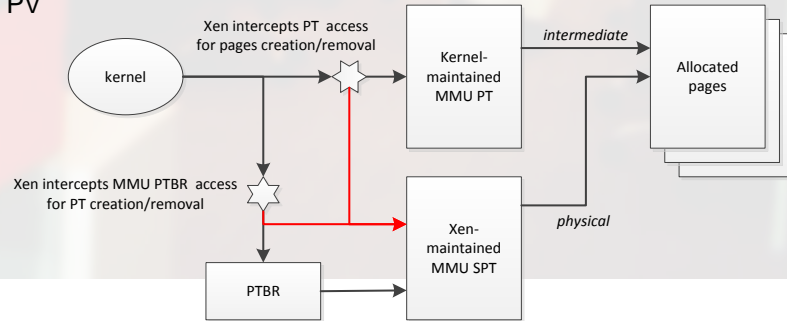 PV
Xen intercepts PT access
for pages creation/removal
kernel
Kernel-
maintained
MMU PT
intermediate
Allocated
pages
Xen intercepts MMU PTBR access
for PT creation/removal
Xen-
maintained
MMU SPT
physical
PTBR